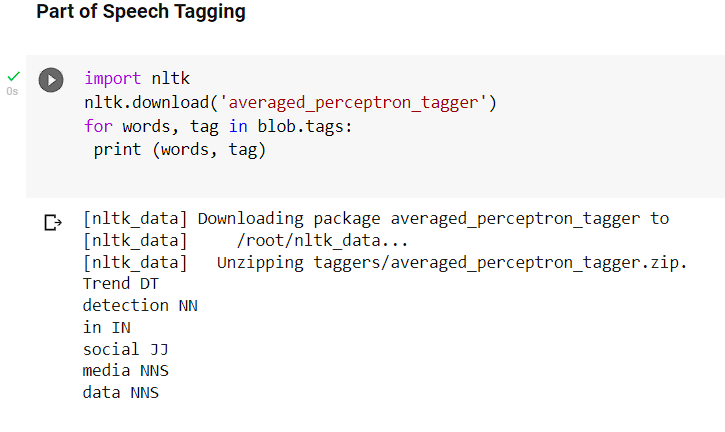 Part of Speech Tagging
0s
import nltk
nltk.download('averaged_perceptron_tagger')
for words, tag in blob.tags:
 print (words, tag)
[nltk_data] Downloading package averaged_perceptron_tagger to
[nltk_data]     /root/nltk_data...
[nltk_data]   Unzipping taggers/averaged_perceptron_tagger.zip.
Trend DT
detection NN
in IN
social JJ
media NNS
data NNS